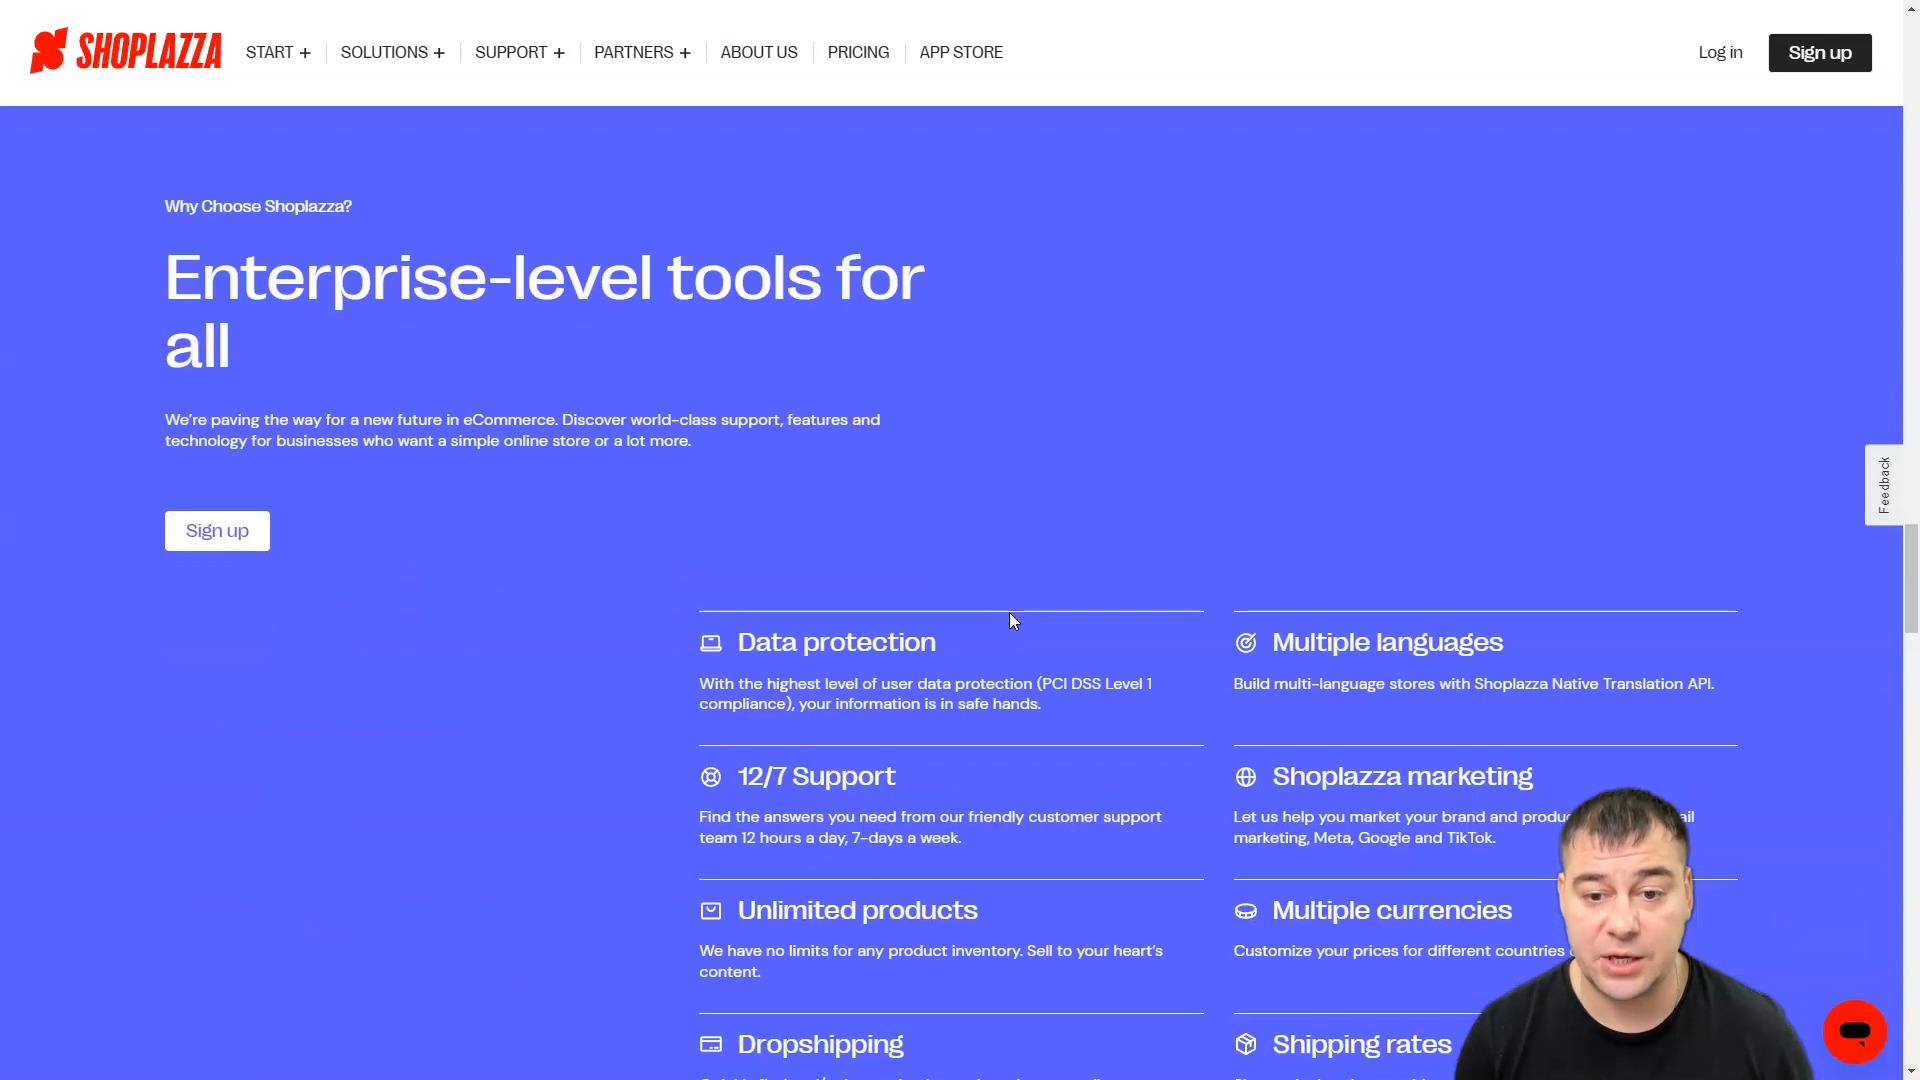 SHOPLAZZA
START +
SOLUTIONS +
SUPPORT +
PARTNERS +
ABOUT US
PRICING
APP STORE
Log in
Sign up
Why Choose Shoplazza?
Enterprise-level tools for
all
We're paving the way for a new future in eCommerce. Discover world-class support, features and
technology for businesses who want a simple online store or a lot more.
Sign up
Feedback
Data protection
With the highest level of user data protection (PCI DSS Level 1
compliance), your information is in safe hands.
Multiple languages
Build multi-language stores with Shoplazza Native Translation API.
12/7 Support
Find the answers you need from our friendly customer support
team 12 hours a day, 7-days a week.
Shoplazza marketing
Let us help you market your brand and
marketing, Meta, Google and TikTok.
Unlimited products
We have no limits for any product inventory. Sell to your heart's
content.
Multiple currencies
Customize your prices for different countries
Dropshipping
Shipping rates